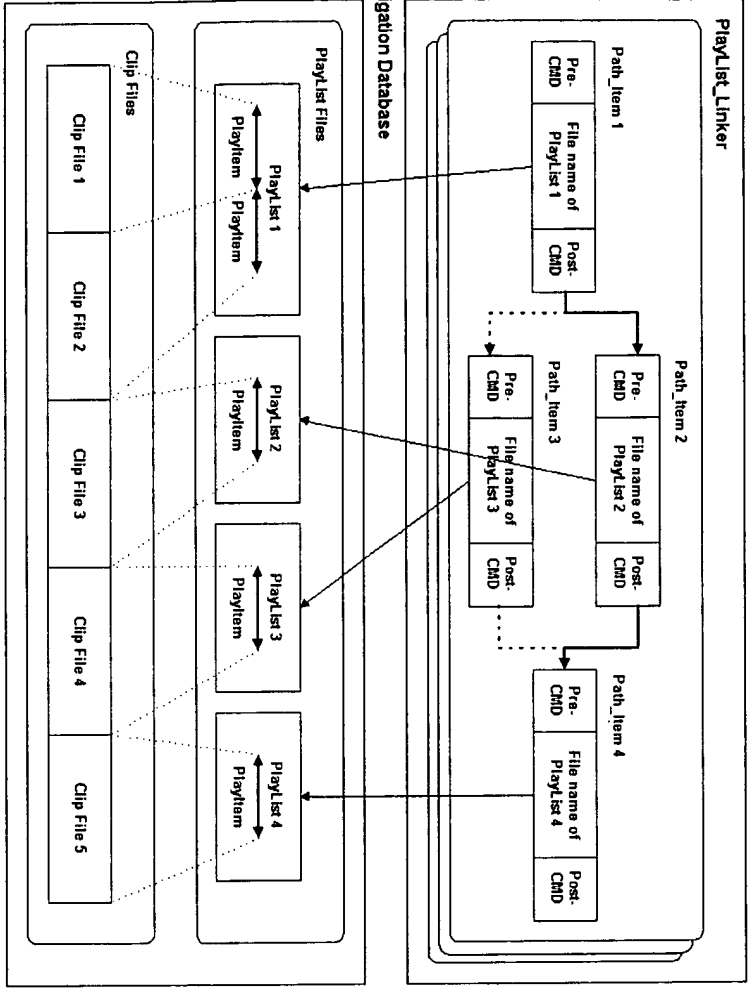 PlayList_Linker
Path_Item 1
Pre-
CMD
File name of
PlayList 1
Post-
CMD
Path_Item 2
Pre-
CMD
File name of
PlayList 2
Post-
CMD
Path_Item 3
Pre-
CMD
File name of
PlayList 3
Post-
CMD
Path_Item 4
Pre-
CMD
File name of
PlayList 4
Post-
CMD
igation Database
PlayList Files
PlayList 1
PlayItem
PlayItem
PlayList 2
PlayItem
PlayList 3
PlayItem
PlayList 4
PlayItem
Clip Files
Clip File 1
Clip File 2
Clip File 3
Clip File 4
Clip File 5